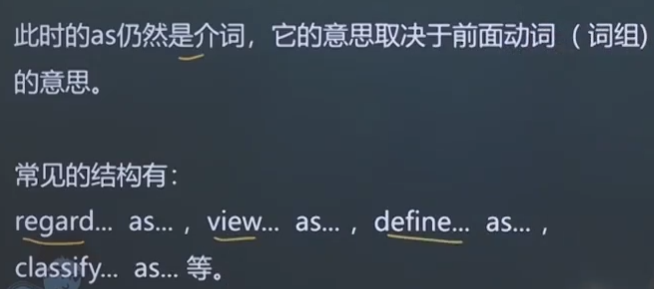 此时的as仍然是介词，它的意思取决于前面动词（词组)
的意思。
常见的结构有：
regard... as...，view... as...，define... as...，
classify... as... 等。